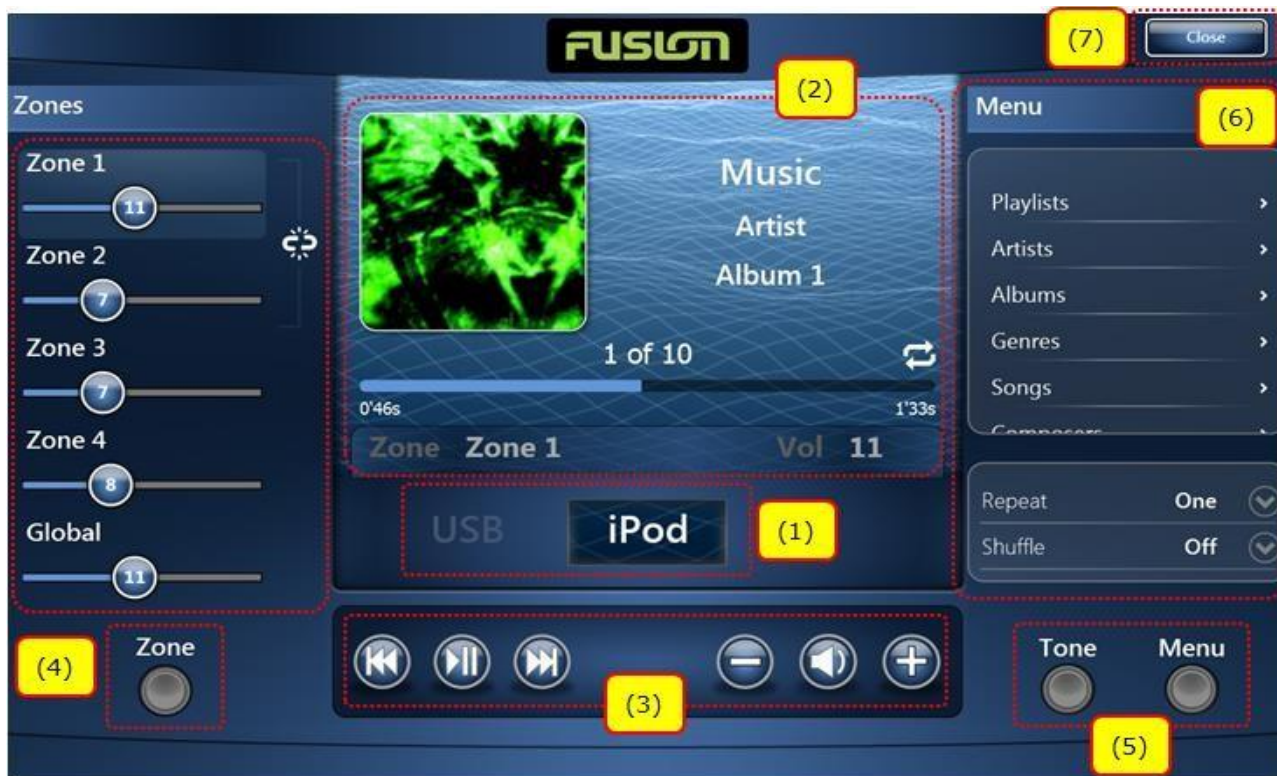 FUSION
(7)
Close
Zones
(2)
Menu
(6)
Zone 1
11
Zone 2
7
Zone 3
7
Zone 4
8
Global
11
Music
Artist
Album 1
1 of 10
0'46s
1'33s
Zone Zone 1 Vol 11
USB
iPod
(1)
Playlists
Artists
Albums
Genres
Songs
Composers
Repeat One
Shuffle Off
(4)
Zone
(3)
Tone
Menu
(5)